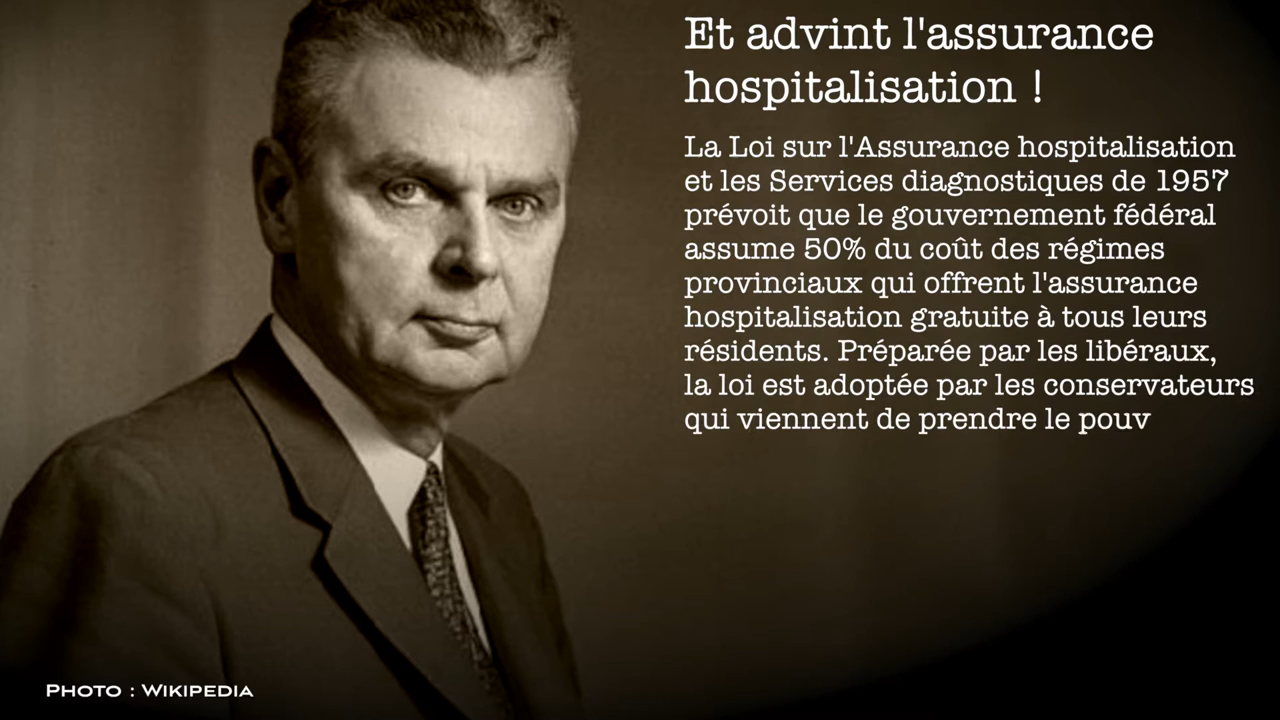 Et advint l'assurance
hospitalisation !
La Loi sur l'Assurance hospitalisation
et les Services diagnostiques de 1957
prévoit que le gouvernement fédéral
assume 50% du coût des régimes
provinciaux qui offrent l'assurance
hospitalisation gratuite à tous leurs
résidents. Préparée par les libéraux,
la loi est adoptée par les conservateurs
qui viennent de prendre le pouv
Photo : Wikipedia